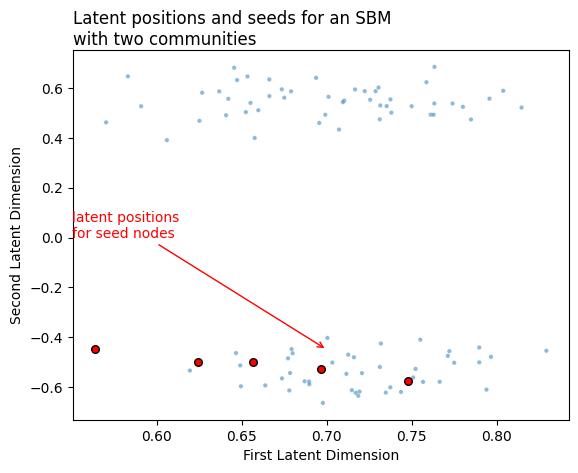 Latent positions and seeds for an SBM
with two communities
0.6
0.4
0.2
latent positions
for seed nodes
0.0
−0.2
−0.4
−0.6
Second Latent Dimension
0.60 0.65 0.70 0.75 0.80
First Latent Dimension